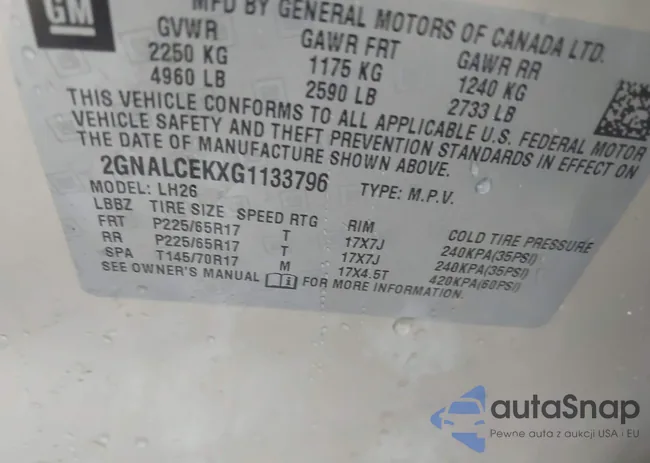 GM
MFD BY GENERAL MOTORS OF CANADA LTD.
GVWR GAWR FRT GAWR RR
2250 KG 1175 KG 1240 KG
4960 LB 2590 LB 2733 LB
THIS VEHICLE CONFORMS TO ALL APPLICABLE U.S. FEDERAL MOTOR
VEHICLE SAFETY AND THEFT PREVENTION STANDARDS IN EFFECT ON
THE DATE OF MANUFACTURE SHOWN ABOVE.
2GNALCEKXG1133796 TYPE: M.P.V.
MODEL: LH26
LBBZ TIRE SIZE SPEED RTG RIM COLD TIRE PRESSURE
FRT P225/65R17 T 17X7J 240KPA(35PSI)
RR P225/65R17 T 17X7J 240KPA(35PSI)
SPA T145/70R17 M 17X4.5T 420KPA(60PSI)
SEE OWNER'S MANUAL FOR MORE INFORMATION.
autoSnap
Pewne auta z aukcji USA i EU